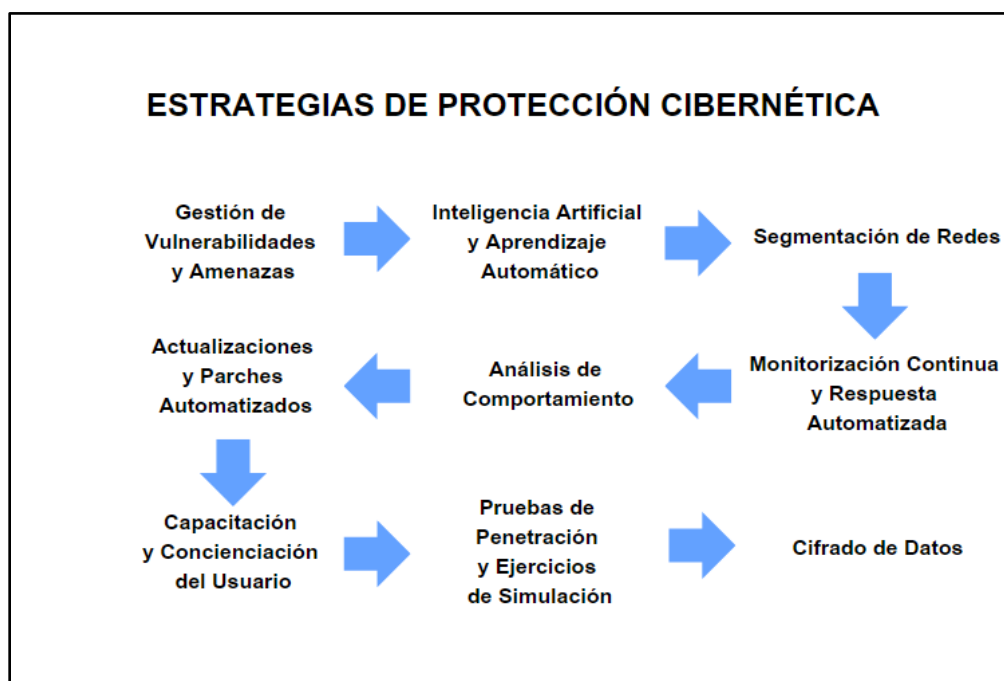 ESTRATEGIAS DE PROTECCIÓN CIBERNÉTICA
Gestión de
Vulnerabilidades
y Amenazas
Inteligencia Artificial
y Aprendizaje
Automático
Segmentación de Redes
Monitorización Continua
y Respuesta
Automatizada
Análisis de
Comportamiento
Actualizaciones
y Parches
Automatizados
Capacitación
y Concienciación
del Usuario
Pruebas de
Penetración
y Ejercicios
de Simulación
Cifrado de Datos